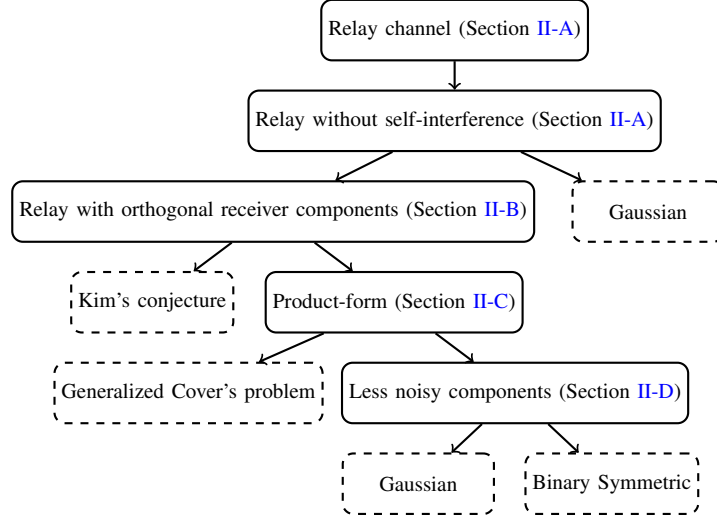 Relay channel (Section II-A)
Relay without self-interference (Section II-A)
Relay with orthogonal receiver components (Section II-B)
Gaussian
Kim's conjecture
Product-form (Section II-C)
Generalized Cover's problem
Less noisy components (Section II-D)
Gaussian
Binary Symmetric